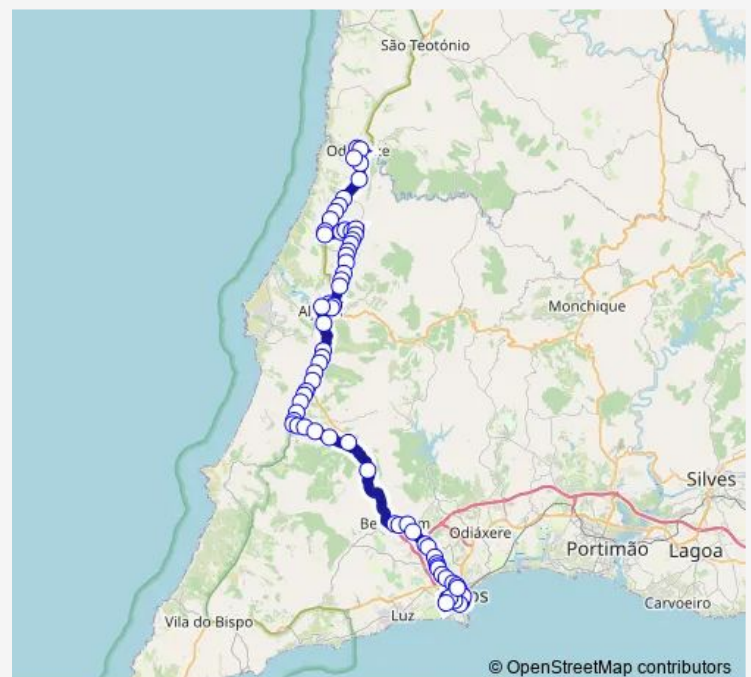 São Teotónio
Monchique
Silves
Odiáxere
Portimão
Lagoa
Luz
Carvoeiro
Vila do Bispo
© OpenStreetMap contributors